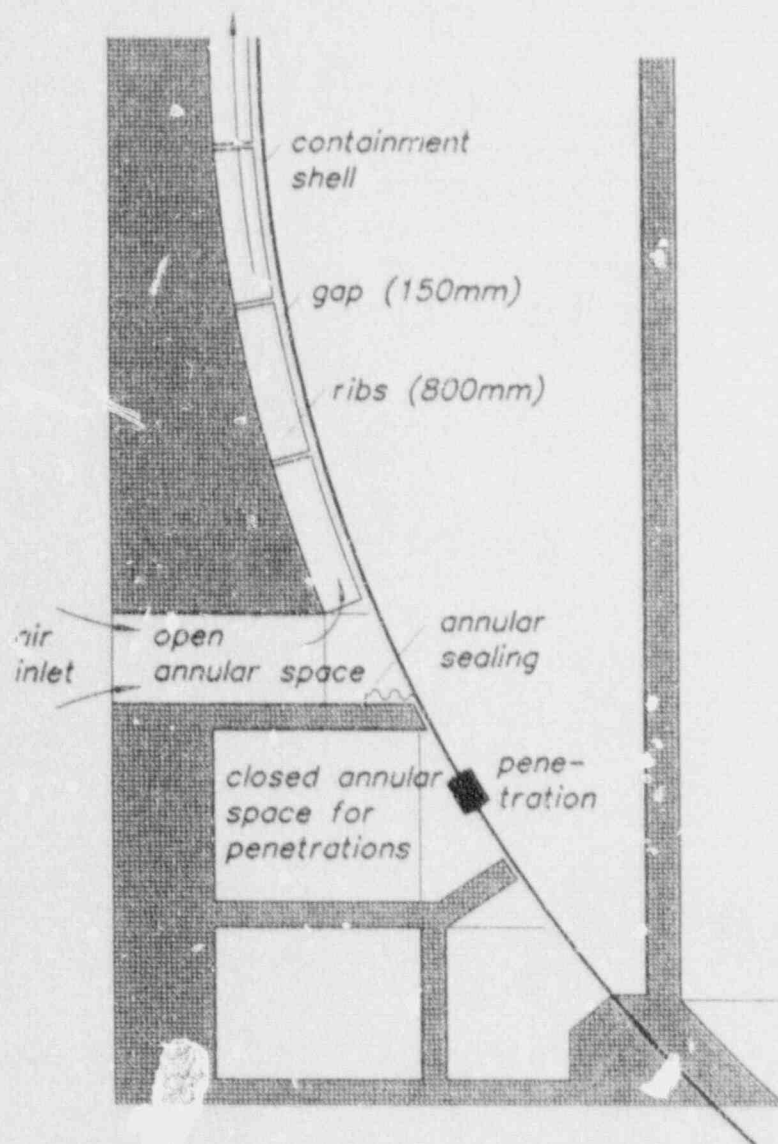 containment
shell
gap (150mm)
ribs (800mm)
air
inlet
open
annular space
annular
sealing
closed annular
space for
penetrations
pene-
tration